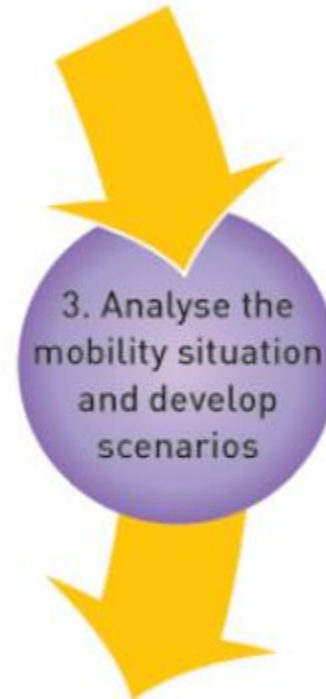 3. Analyse the
mobility situation
and develop
scenarios